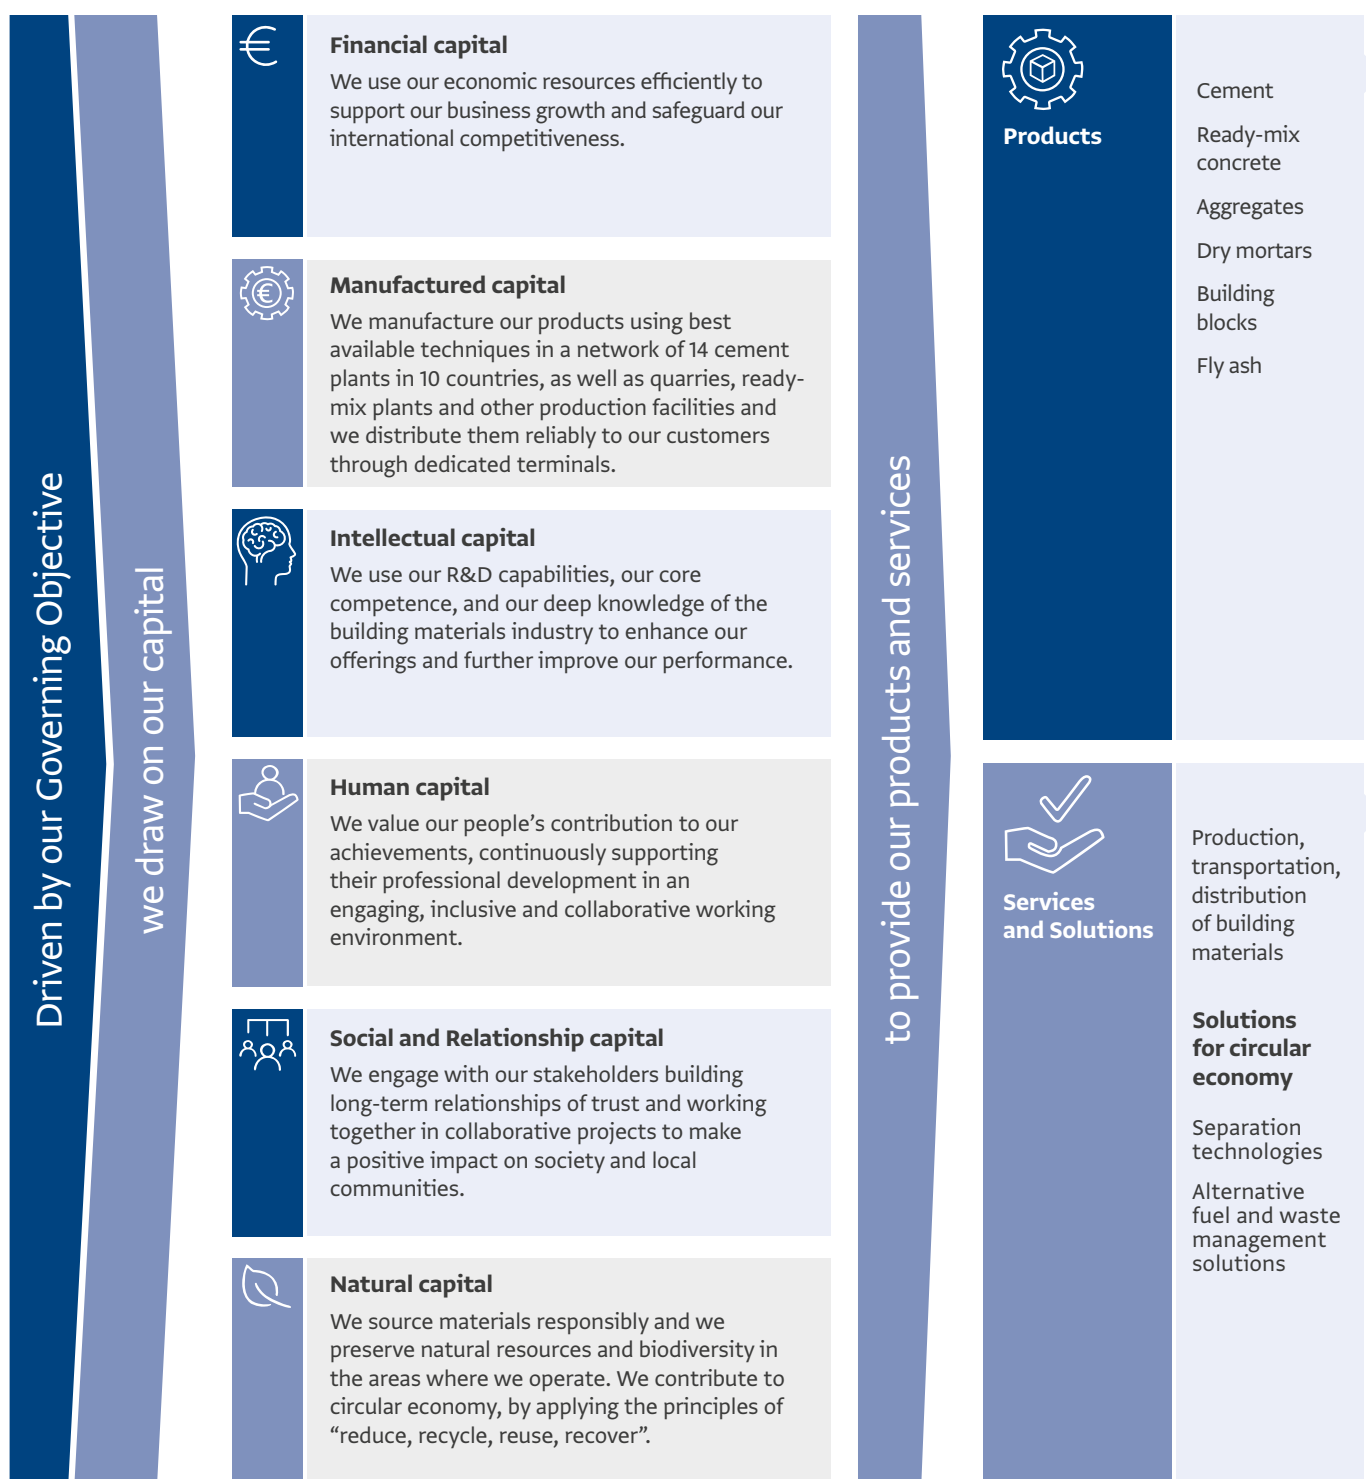 Driven by our Governing Objective
we draw on our capital
Financial capital
We use our economic resources efficiently to
support our business growth and safeguard our
international competitiveness.
Manufactured capital
We manufacture our products using best
available techniques in a network of 14 cement
plants in 10 countries, as well as quarries, ready-
mix plants and other production facilities and
we distribute them reliably to our customers
through dedicated terminals.
Intellectual capital
We use our R&D capabilities, our core
competence, and our deep knowledge of the
building materials industry to enhance our
offerings and further improve our performance.
Human capital
We value our people’s contribution to our
achievements, continuously supporting
their professional development in an
engaging, inclusive and collaborative working
environment.
Social and Relationship capital
We engage with our stakeholders building
long-term relationships of trust and working
together in collaborative projects to make
a positive impact on society and local
communities.
Natural capital
We source materials responsibly and we
preserve natural resources and biodiversity in
the areas where we operate. We contribute to
circular economy, by applying the principles of
“reduce, recycle, reuse, recover”.
to provide our products and services
Products
Cement
Ready-mix
concrete
Aggregates
Dry mortars
Building
blocks
Fly ash
Services
and Solutions
Production,
transportation,
distribution
of building
materials
Solutions
for circular
economy
Separation
technologies
Alternative
fuel and waste
management
solutions